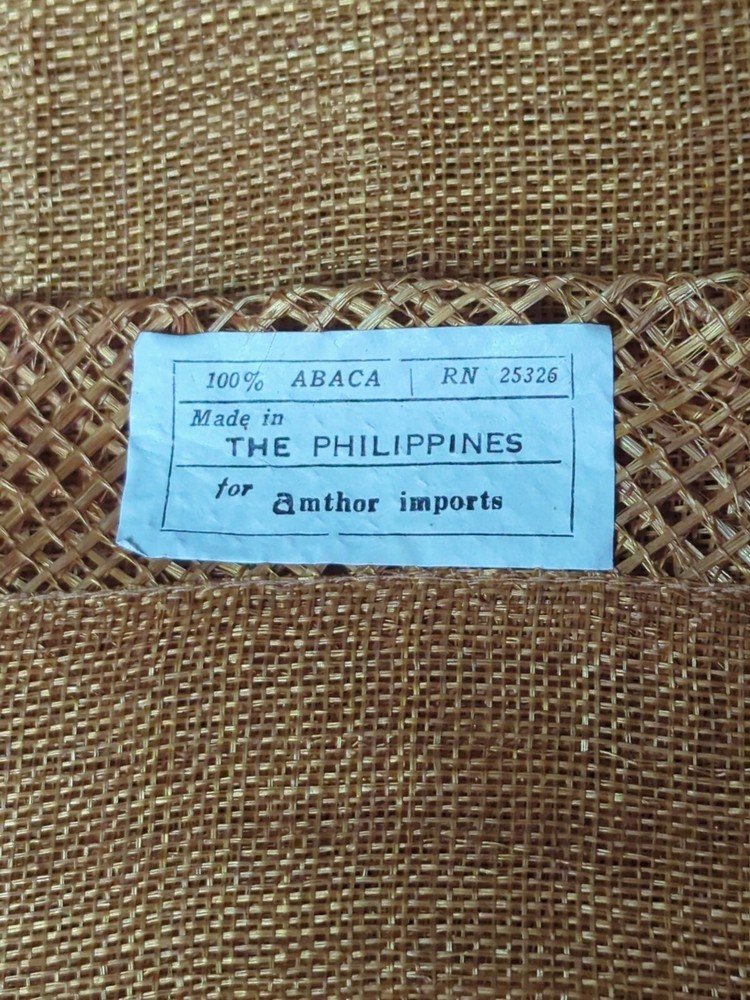 100% ABACA | RN 25326
Made in
THE PHILIPPINES
for amthor imports